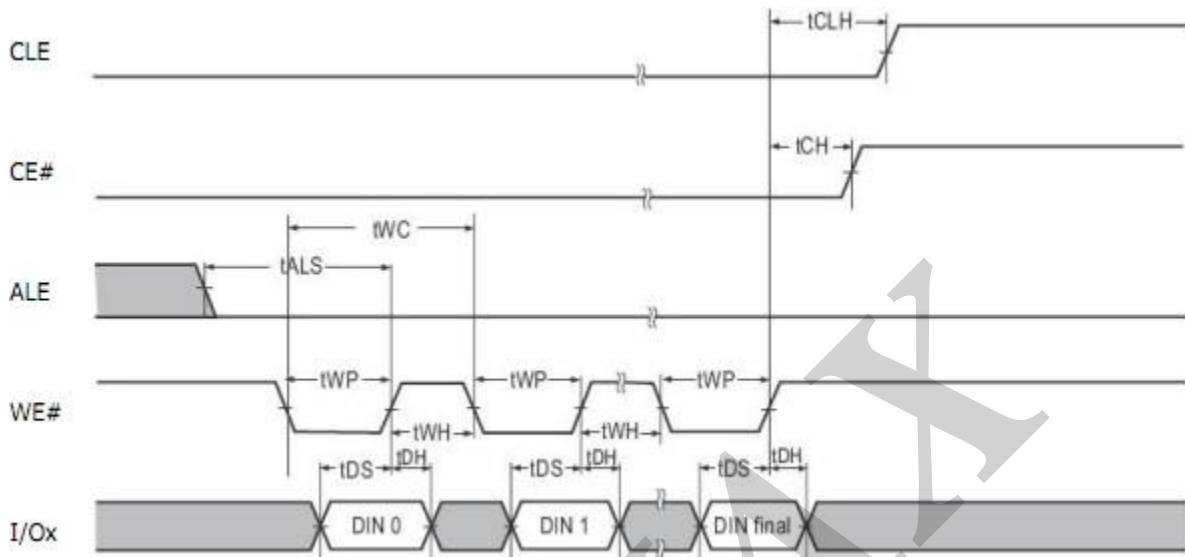 CLE
tCLH
CE#
tCH
tWC
ALE
tALS
WE#
tWP
tWP
tWP
tWH
tWH
tDS
tDH
tDS
tDH
tDS
tDH
I/Ox
DIN 0
DIN 1
DIN final
AX